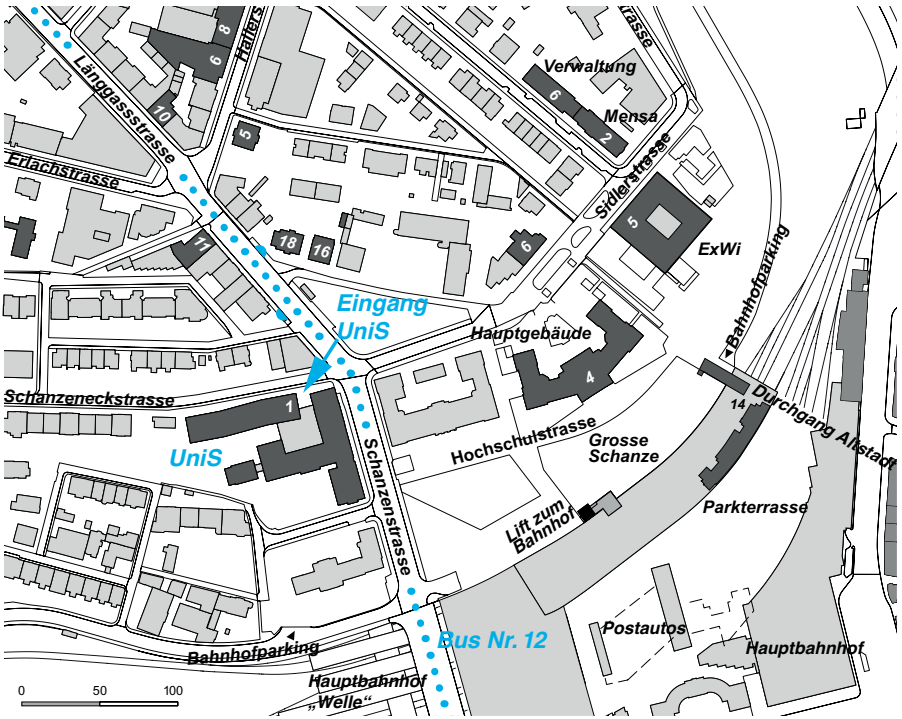 8
6
Hallers
Länggassstrasse
10
5
Erlachstrasse
11
18
16
strasse
Verwaltung
6
Mensa
2
Sidlerstrasse
5
ExWi
6
Bahnhofparking
Eingang
UniS
Hauptgebäude
4
Schanzeneckstrasse
1
UniS
Schanzenstrasse
Hochschulstrasse
Grosse
Schanze
14
Durchgang Altstadt
Parkterrasse
Lift zum
Bahnhof
Postautos
Hauptbahnhof
Bus Nr. 12
Bahnhofparking
Hauptbahnhof
„Welle"
0 50 100